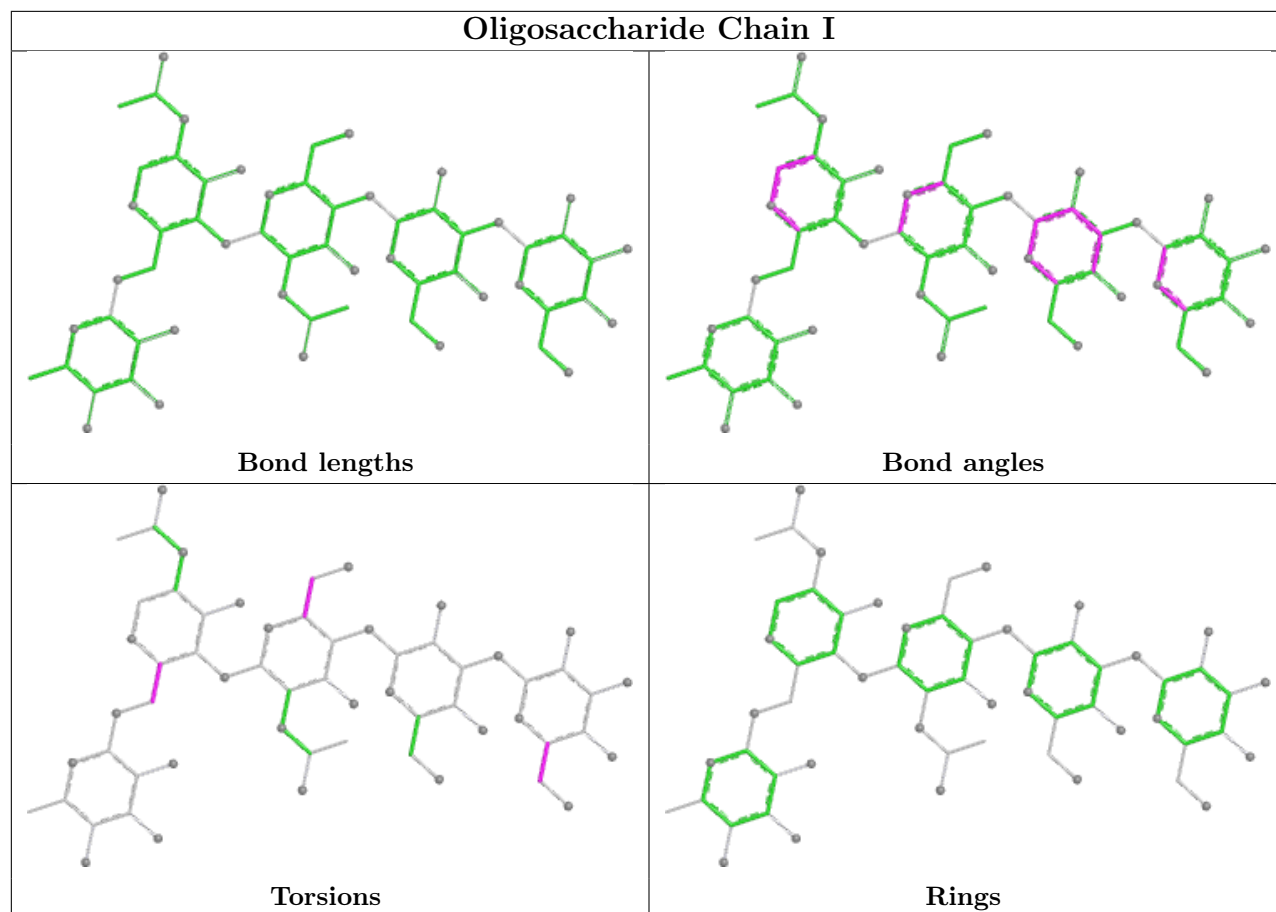 Oligosaccharide Chain I
Bond lengths
Bond angles
Torsions
Rings